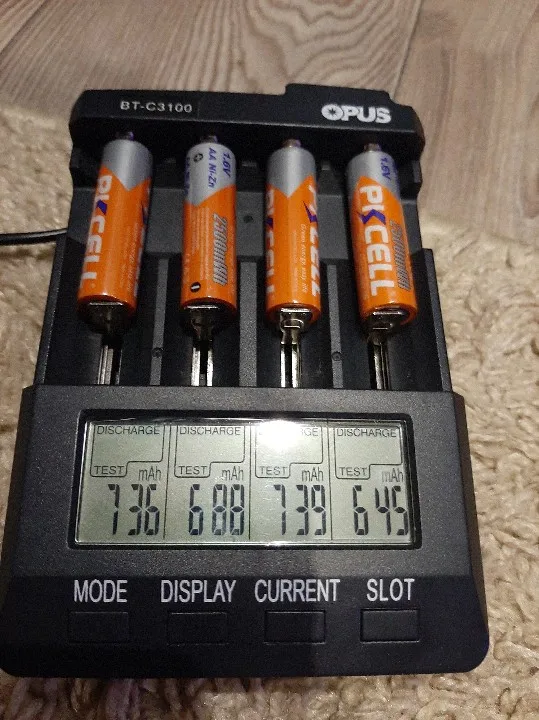 BT-C3100
OPUS
PKCELL
1.6V
AA Ni-Zn
2500mWh
PKCELL
1.6V
PKCELL
DISCHARGE DISCHARGE DISCHARGE
TEST mAh TEST mAh TEST mAh TEST mAh
736 688 739 645
MODE DISPLAY CURRENT SLOT